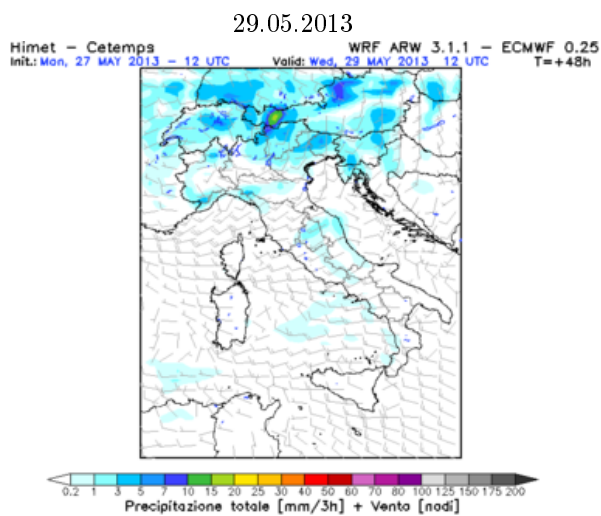 29.05.2013
Himet – Cetemps WRF ARW 3.1.1 – ECMWF 0.25
Init.: Mon, 27 MAY 2013 – 12 UTC Valid: Wed, 29 MAY 2013 12 UTC T=+48h
0.2 1 3 5 7 10 15 20 25 30 40 50 60 70 80 100 125 150 175 200
Precipitazione totale [mm/3h] + Vento [nodi]